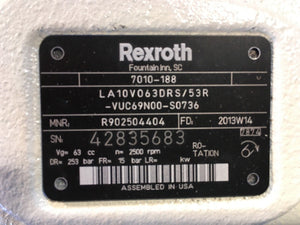 Rexroth
Fountain Inn, SC
7010-188
LA10VO63DRS/53R
-VUC69N00-S0736
MNR. R902504404 FD. 2013W14
SN. 42835683 RO-
TATION
Vg= 63 cc n= 2500 rpm
DR= 253 bar FR= 15 bar LR= bar
ASSEMBLED IN USA